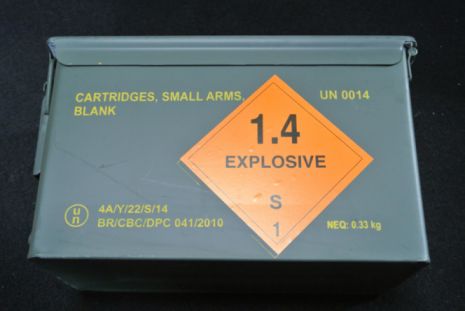 CARTRIDGES, SMALL ARMS,
BLANK
UN 0014
1.4
EXPLOSIVE
S
1
un
4A/Y/22/S/14
BR/CBC/DPC 041/2010
NEQ: 0.33 kg